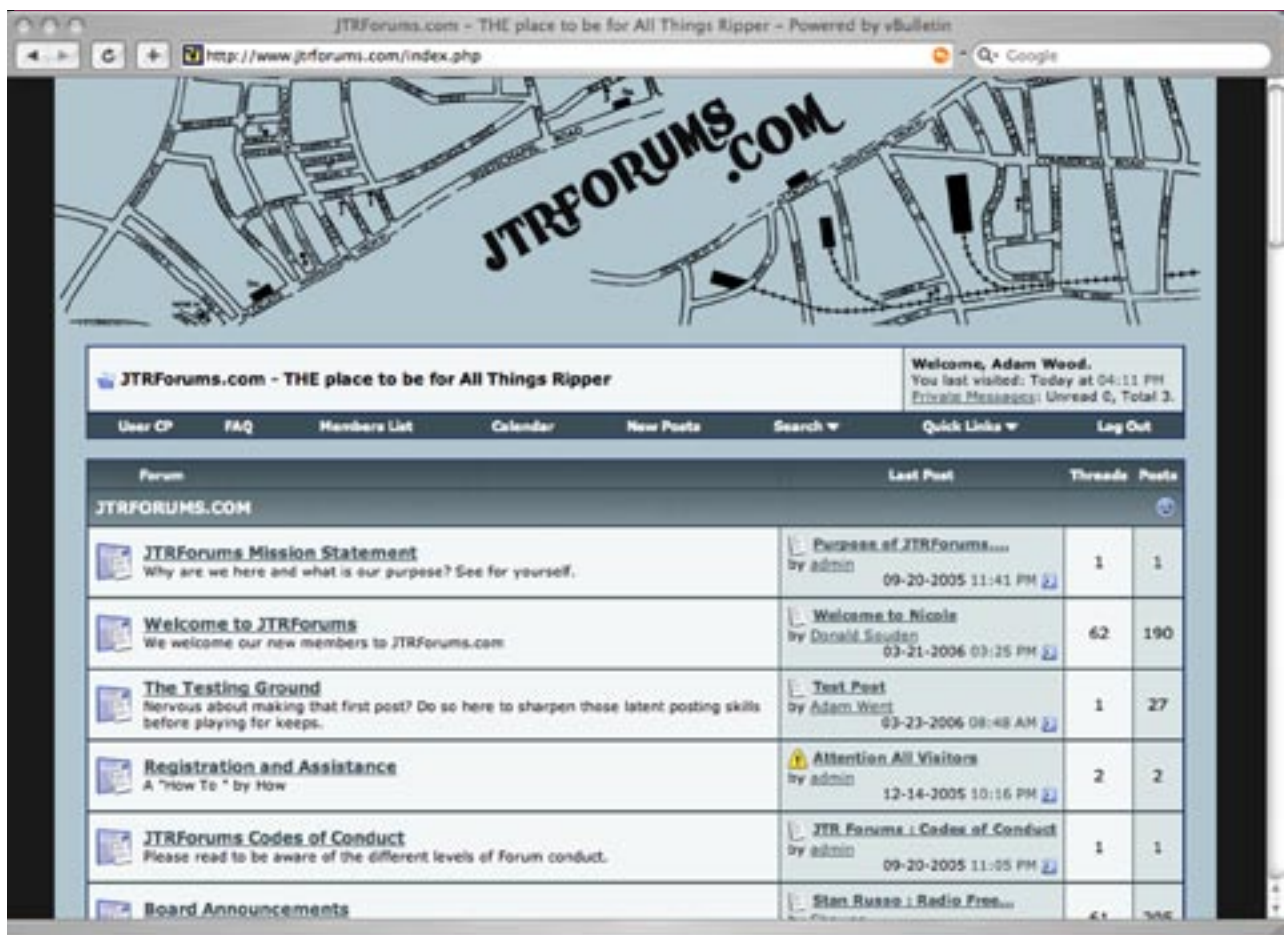 JTRForums.com - THE place to be for All Things Ripper - Powered by vBulletin
http://www.jtrforums.com/index.php
Google
JTRFORUMS
.COM
WHITECHAPEL ROAD
JTRForums.com - THE place to be for All Things Ripper
Welcome, Adam Wood.
You last visited: Today at 04:11 PM
Private Messages: Unread 0, Total 3.
User CP FAQ Members List Calendar New Posts Search Quick Links Log Out
Forum Last Post Threads Posts
JTRFORUMS.COM
JTRForums Mission Statement
Why are we here and what is our purpose? See for yourself.
Purpose of JTRForums....
by admin
09-20-2005 11:41 PM
1 1
Welcome to JTRForums
We welcome our new members to JTRForums.com
Welcome to Nicole
by Donald Souden
03-21-2006 03:25 PM
62 190
The Testing Ground
Nervous about making that first post? Do so here to sharpen those latent posting skills
before playing for keeps.
Test Post
by Adam Went
03-23-2006 08:48 AM
1 27
Registration and Assistance
A "How To " by How
Attention All Visitors
by admin
12-14-2005 10:16 PM
2 2
JTRForums Codes of Conduct
Please read to be aware of the different levels of Forum conduct.
JTR Forums : Codes of Conduct
by admin
09-20-2005 11:05 PM
1 1
Board Announcements
Stan Russo : Radio Free...